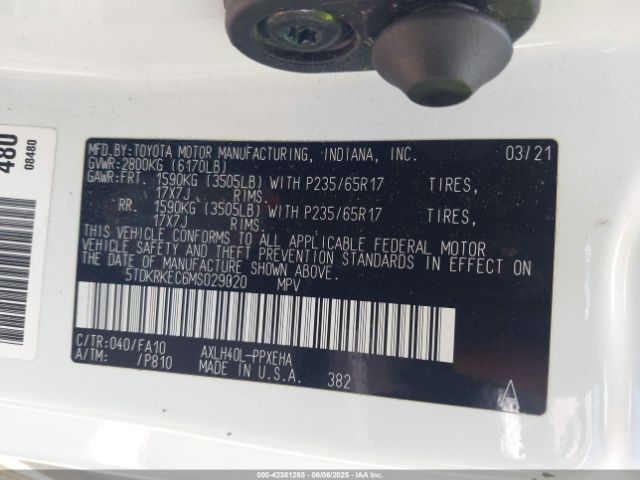 480
08480
MFD.BY:TOYOTA MOTOR MANUFACTURING, INDIANA, INC. 03/21
GVWR:2800KG (6170LB)
GAWR:FRT. 1590KG (3505LB) WITH P235/65R17 TIRES,
17X7J RIMS.
RR. 1590KG (3505LB) WITH P235/65R17 TIRES,
17X7J RIMS.
THIS VEHICLE CONFORMS TO ALL APPLICABLE FEDERAL MOTOR
VEHICLE SAFETY AND THEFT PREVENTION STANDARDS IN EFFECT ON
THE DATE OF MANUFACTURE SHOWN ABOVE.
5TDKRKEC6MS029020 MPV
C/TR:040/FA10 AXLH40L-PPXEHA
A/TM: /P810 MADE IN U.S.A. 382
A
000-42381285 - 06/06/2025 - IAAI.COM